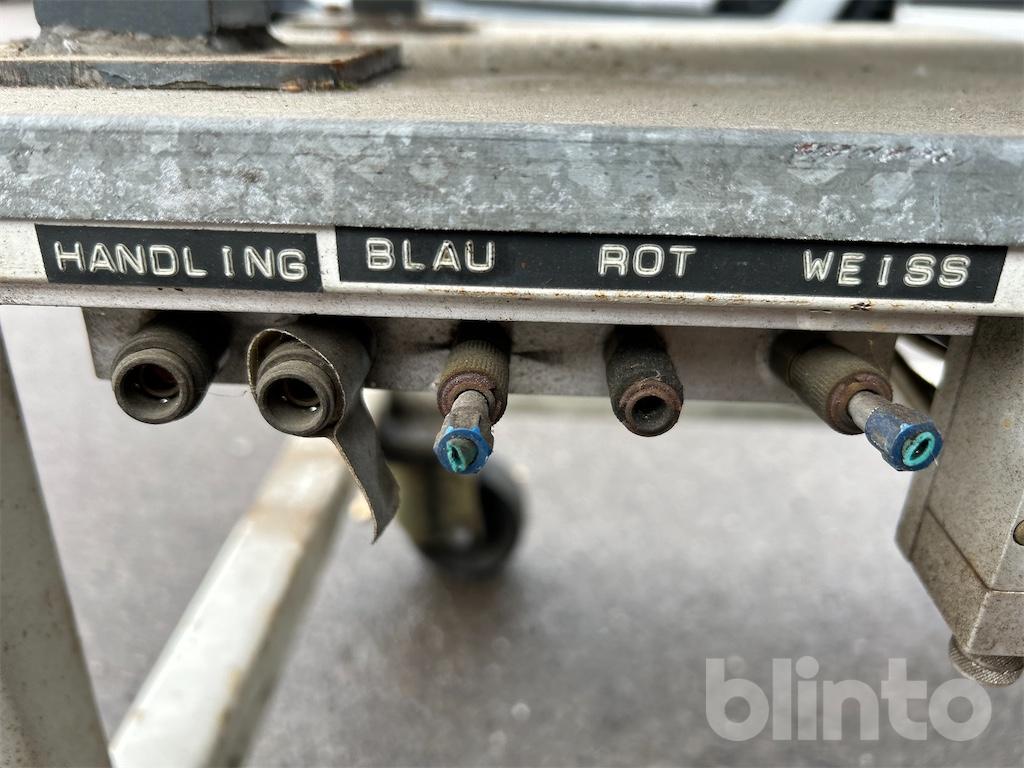 HANDLING BLAU ROT WEISS
blinto